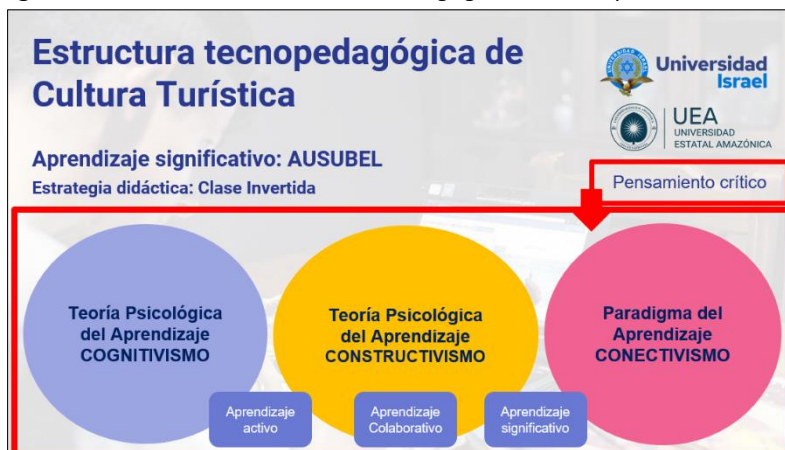 Estructura tecnopedagógica de
Cultura Turística
Universidad
Israel
UEA
UNIVERSIDAD
ESTATAL AMAZÓNICA
Aprendizaje significativo: AUSUBEL
Estrategia didáctica: Clase Invertida
Pensamiento crítico
Teoría Psicológica
del Aprendizaje
COGNITIVISMO
Teoría Psicológica
del Aprendizaje
CONSTRUCTIVISMO
Paradigma del
Aprendizaje
CONECTIVISMO
Aprendizaje
activo
Aprendizaje
Colaborativo
Aprendizaje
significativo